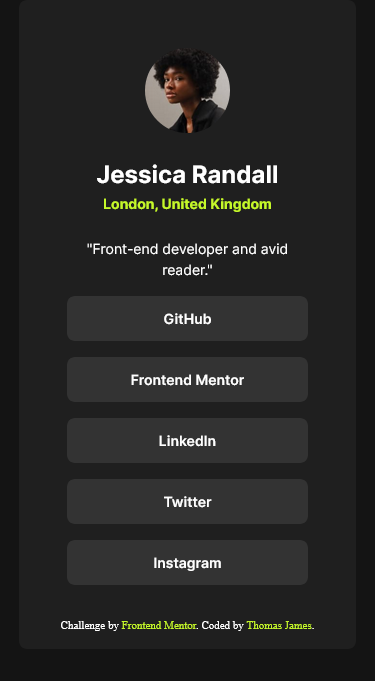 Jessica Randall
London, United Kingdom
"Front-end developer and avid
reader."
GitHub
Frontend Mentor
LinkedIn
Twitter
Instagram
Challenge by Frontend Mentor. Coded by Thomas James.